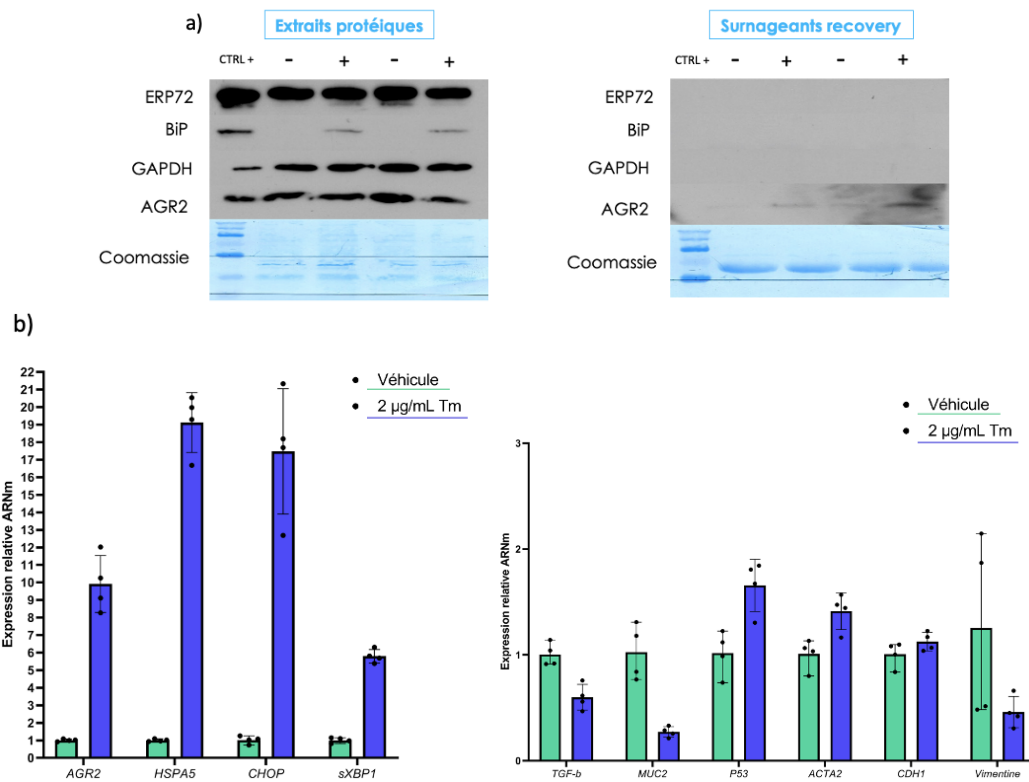 a)
Extraits protéiques
CTRL + - + - +
ERP72
BiP
GAPDH
AGR2
Coomassie
Surnageants recovery
CTRL + - + - +
ERP72
BiP
GAPDH
AGR2
Coomassie
b)
Expression relative ARNm
22
21
20
19
18
17
16
15
14
13
12
11
10
9
8
7
6
5
4
3
2
1
0
Véhicule
2 µg/mL Tm
AGR2 HSPA5 CHOP sXBP1
Expression relative ARNm
3
2
1
0
Véhicule
2 µg/mL Tm
TGF-b MUC2 P53 ACTA2 CDH1 Vimentine